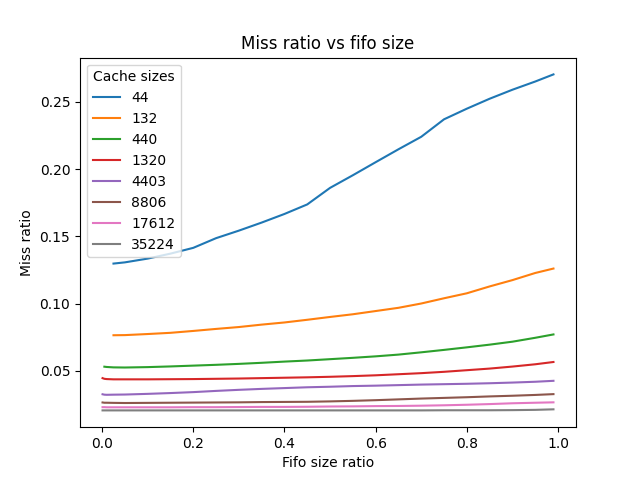 Miss ratio vs fifo size
Cache sizes
44
132
440
1320
4403
8806
17612
35224
0.25
0.20
0.15
0.10
0.05
Miss ratio
0.0 0.2 0.4 0.6 0.8 1.0
Fifo size ratio